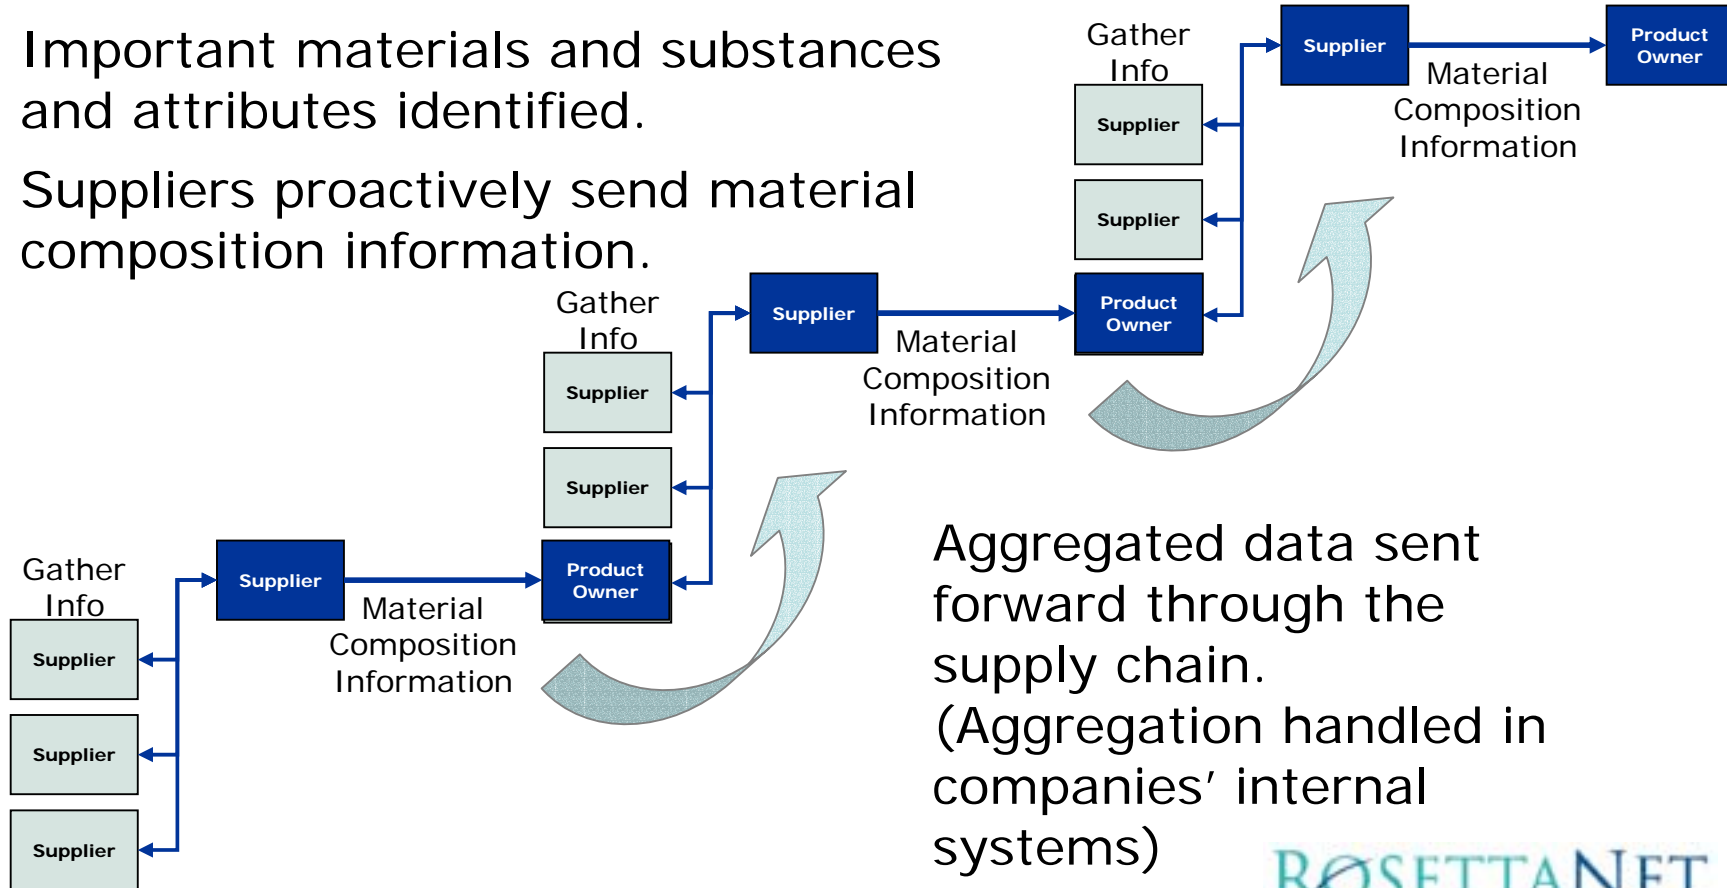 Important materials and substances
and attributes identified.
Suppliers proactively send material
composition information.
Gather
Info
Supplier
Supplier
Supplier
Product
Owner
Material
Composition
Information
Product
Owner
Gather
Info
Supplier
Supplier
Supplier
Material
Composition
Information
Product
Owner
Gather
Info
Supplier
Supplier
Supplier
Supplier
Material
Composition
Information
Aggregated data sent
forward through the
supply chain.
(Aggregation handled in
companies’ internal
systems)
ROSETTANET